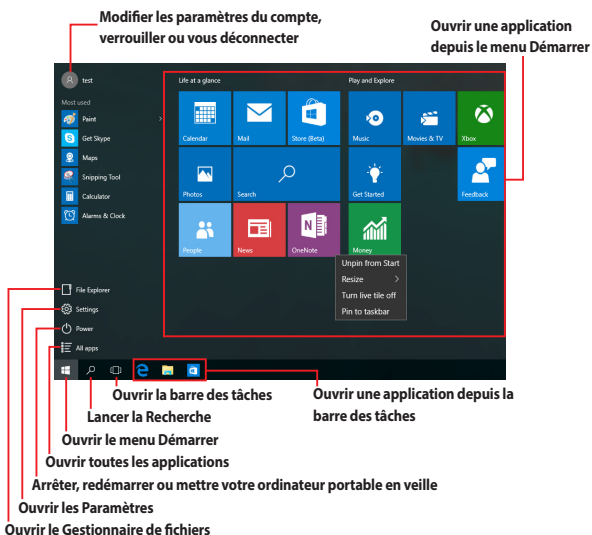 Modifier les paramètres du compte,
verrouiller ou vous déconnecter
Ouvrir une application
depuis le menu Démarrer
test
Most used
Paint
Get Skype
Maps
Snipping Tool
Calculator
Alarms & Clock
File Explorer
Settings
Power
All apps
Life at a glance
Play and Explore
Calendar
Mail
Store (Beta)
Music
Movies & TV
Xbox
Photos
Search
Get Started
Feedback
People
News
OneNote
Money
Unpin from Start
Resize
Turn live tile off
Pin to taskbar
Ouvrir la barre des tâches
Ouvrir une application depuis la
barre des tâches
Lancer la Recherche
Ouvrir le menu Démarrer
Ouvrir toutes les applications
Arrêter, redémarrer ou mettre votre ordinateur portable en veille
Ouvrir les Paramètres
Ouvrir le Gestionnaire de fichiers